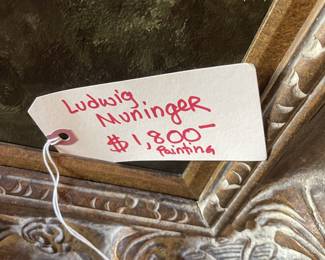 Ludwig
Muninger
$1,800-
Painting